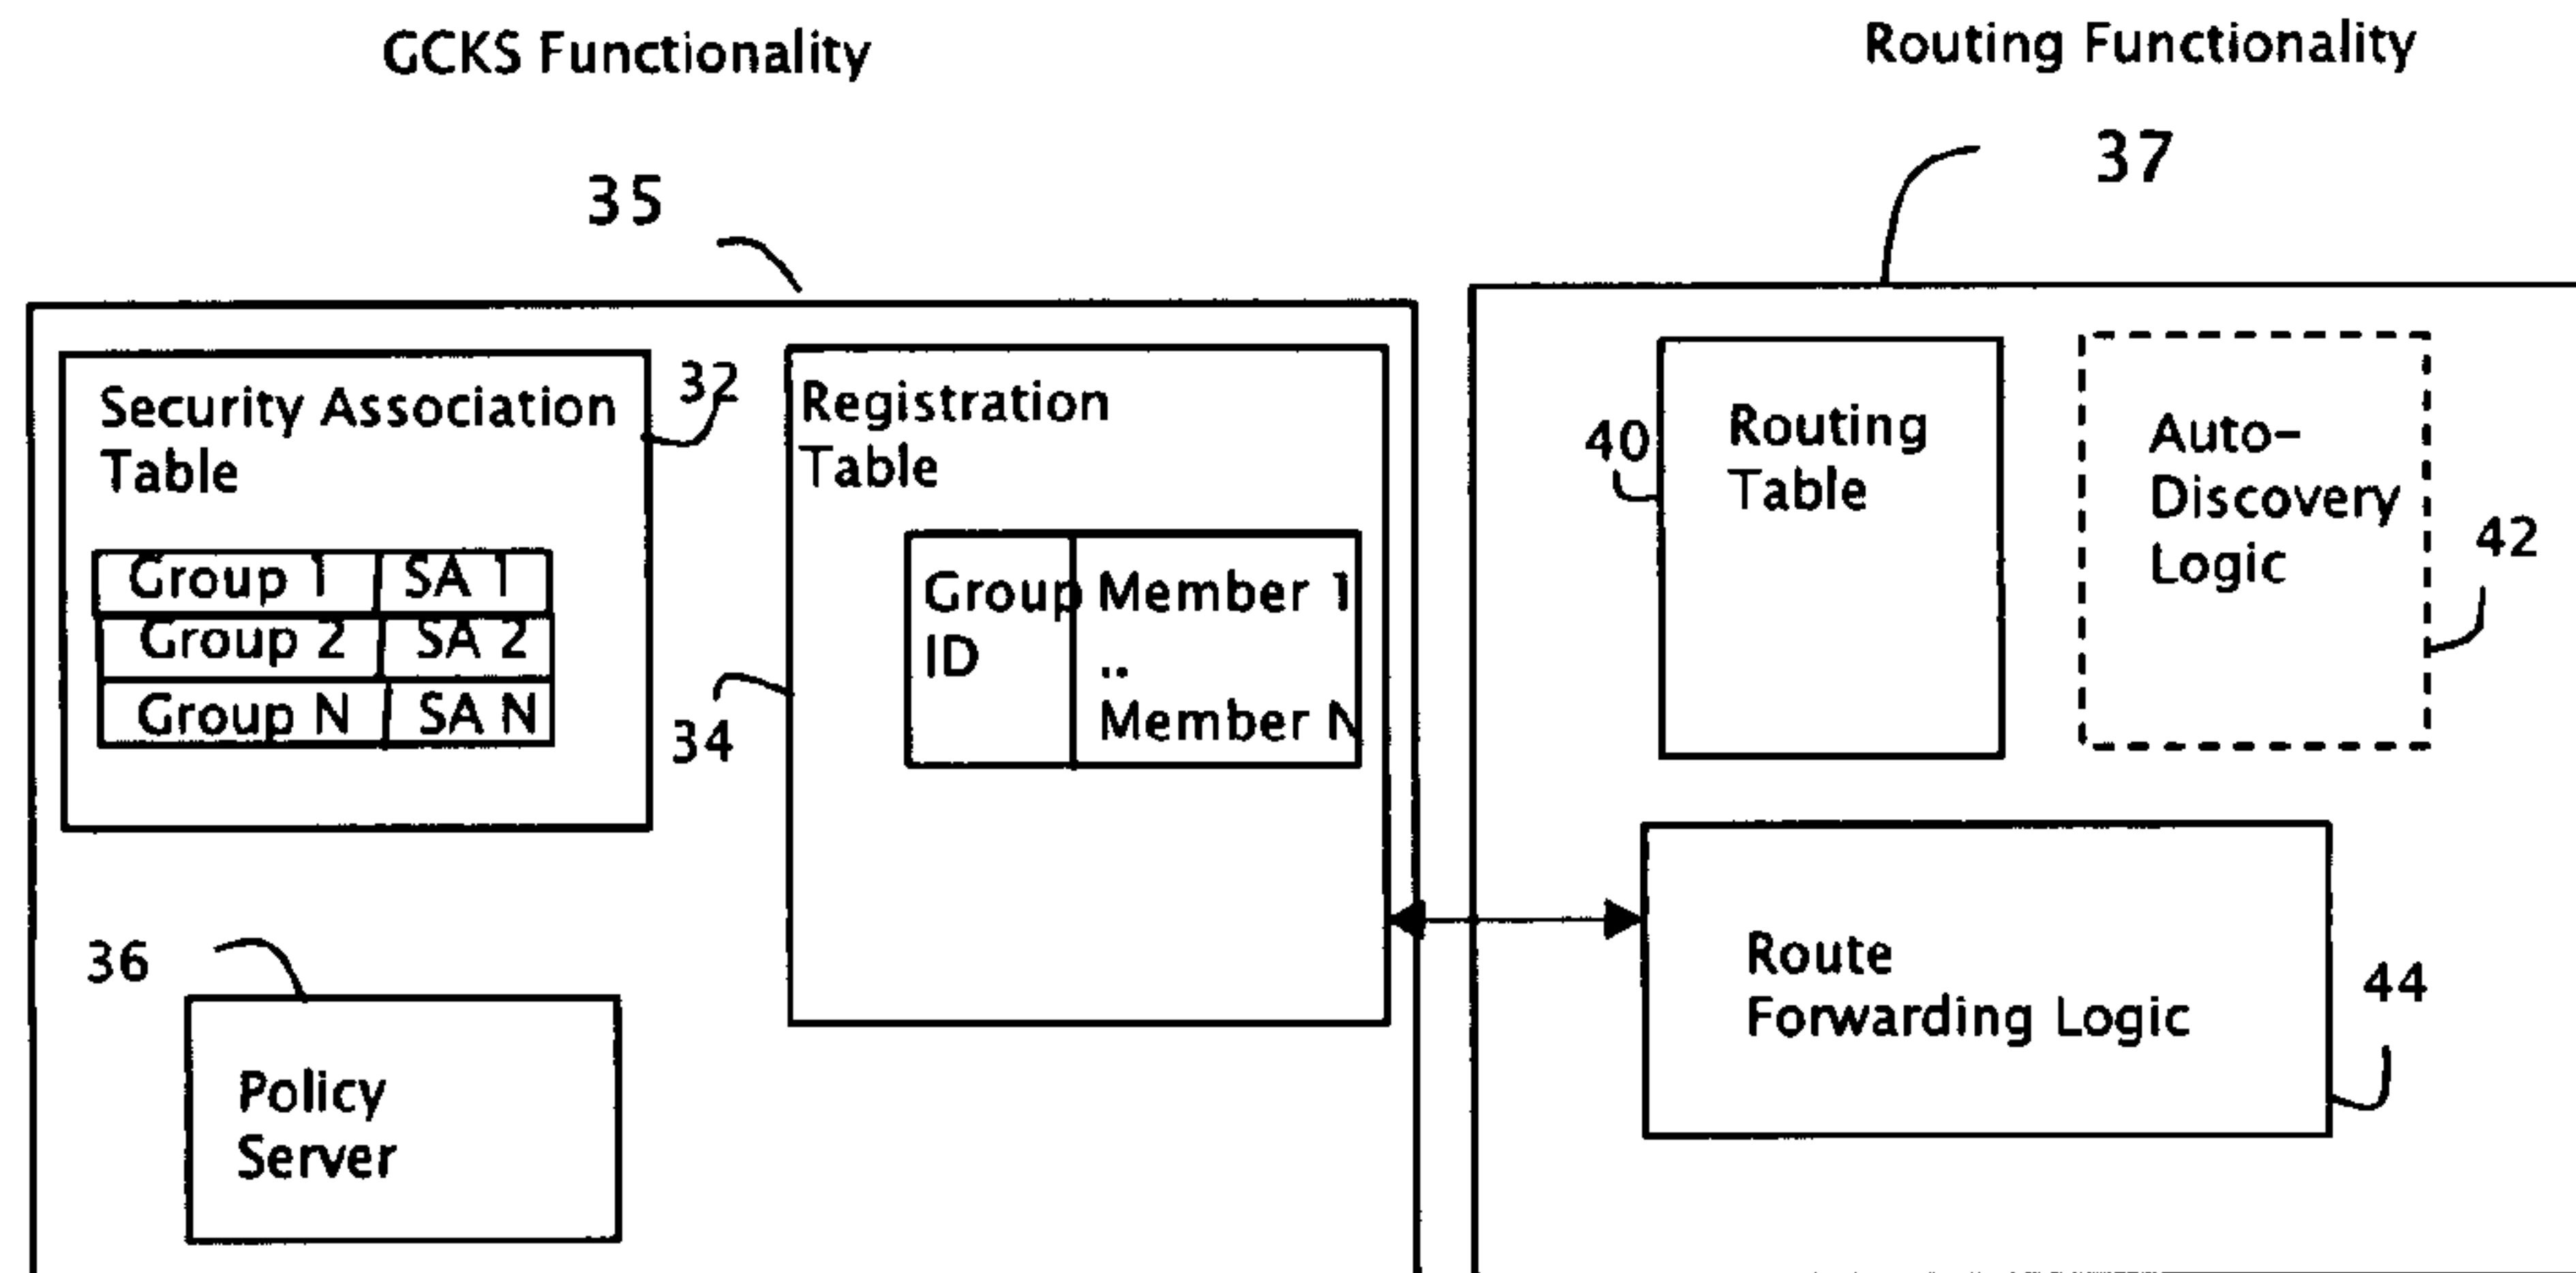 GCKS Functionality
Routing Functionality
35
37
Security Association
Table
32
Group 1 SA 1
Group 2 SA 2
Group N SA N
Registration
Table
34
Group
ID
Member 1
..
Member N
36
Policy
Server
40
Routing
Table
Auto-
Discovery
Logic
42
Route
Forwarding Logic
44